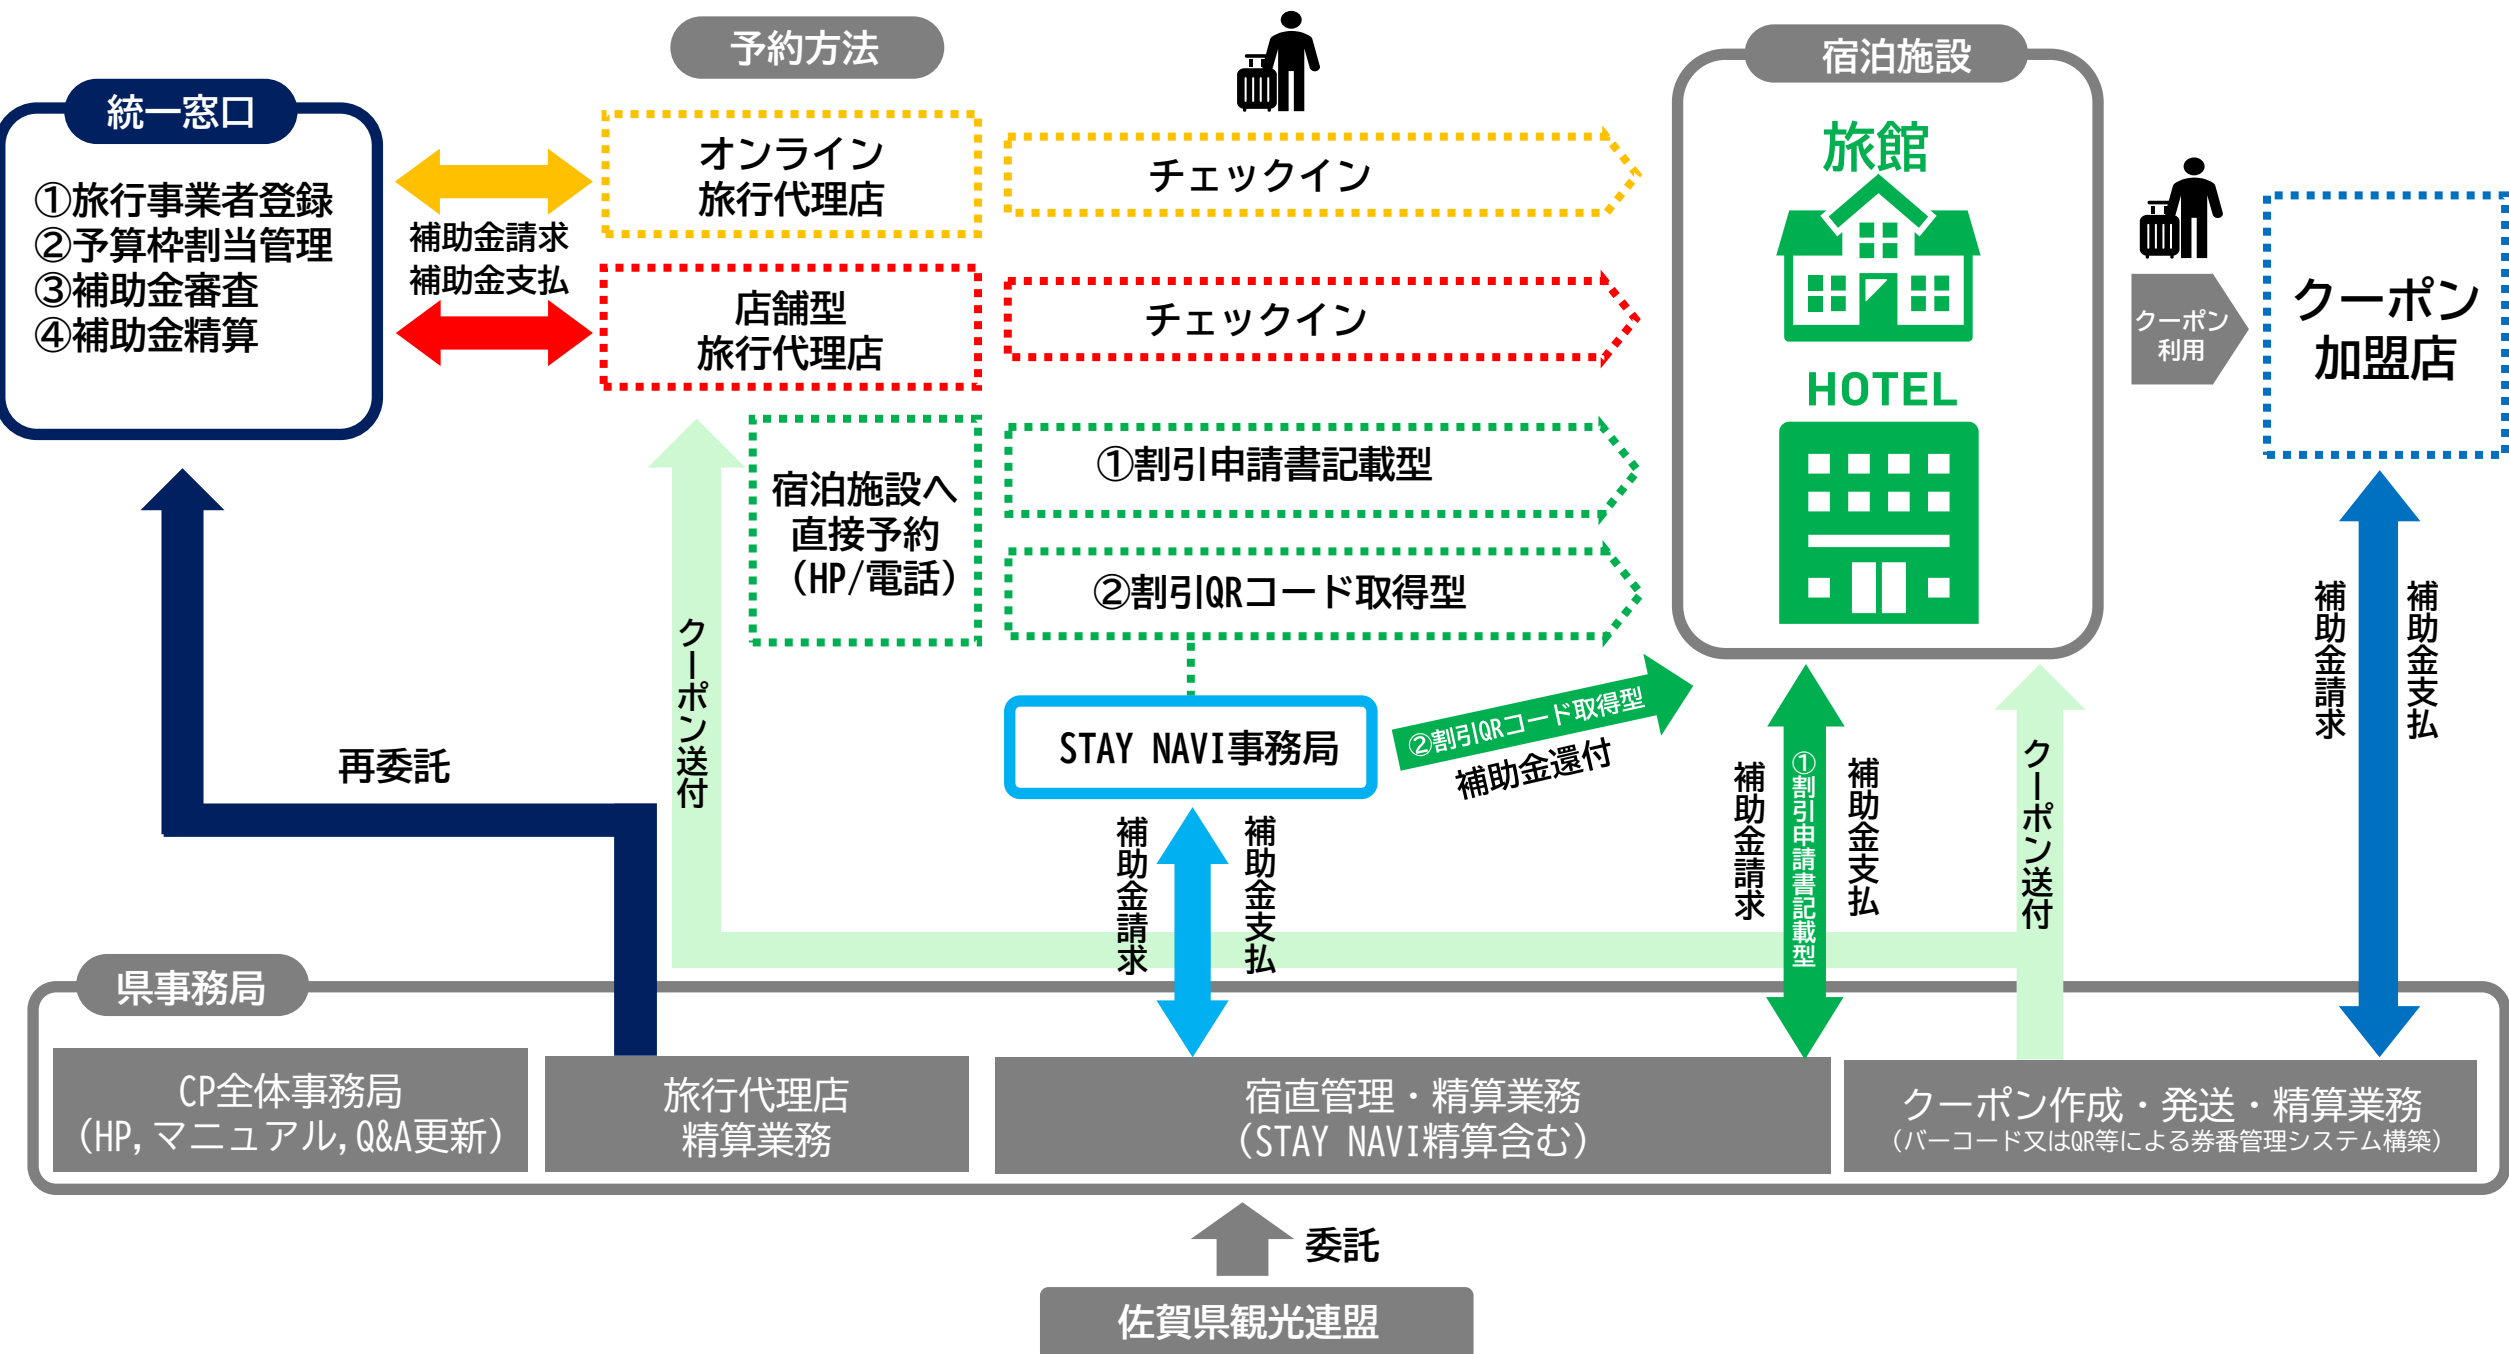 予約方法
宿泊施設
統一窓口
①旅行事業者登録
②予算枠割当管理
③補助金審査
④補助金精算
補助金請求
補助金支払
オンライン
旅行代理店
チェックイン
店舗型
旅行代理店
チェックイン
宿泊施設へ
直接予約
（HP/電話）
①割引申請書記載型
②割引QRコード取得型
旅館
HOTEL
クーポン
利用
クーポン
加盟店
補助金請求
補助金支払
クーポン送付
再委託
STAY NAVI事務局
②割引QRコード取得型
補助金還付
補助金請求
補助金支払
補助金請求
①割引申請書記載型
補助金支払
クーポン送付
県事務局
CP全体事務局
（HP,マニュアル,Q&A更新）
旅行代理店
精算業務
宿直管理・精算業務
（STAY NAVI精算含む）
クーポン作成・発送・精算業務
（バーコード又はQR等による券番管理システム構築）
委託
佐賀県観光連盟